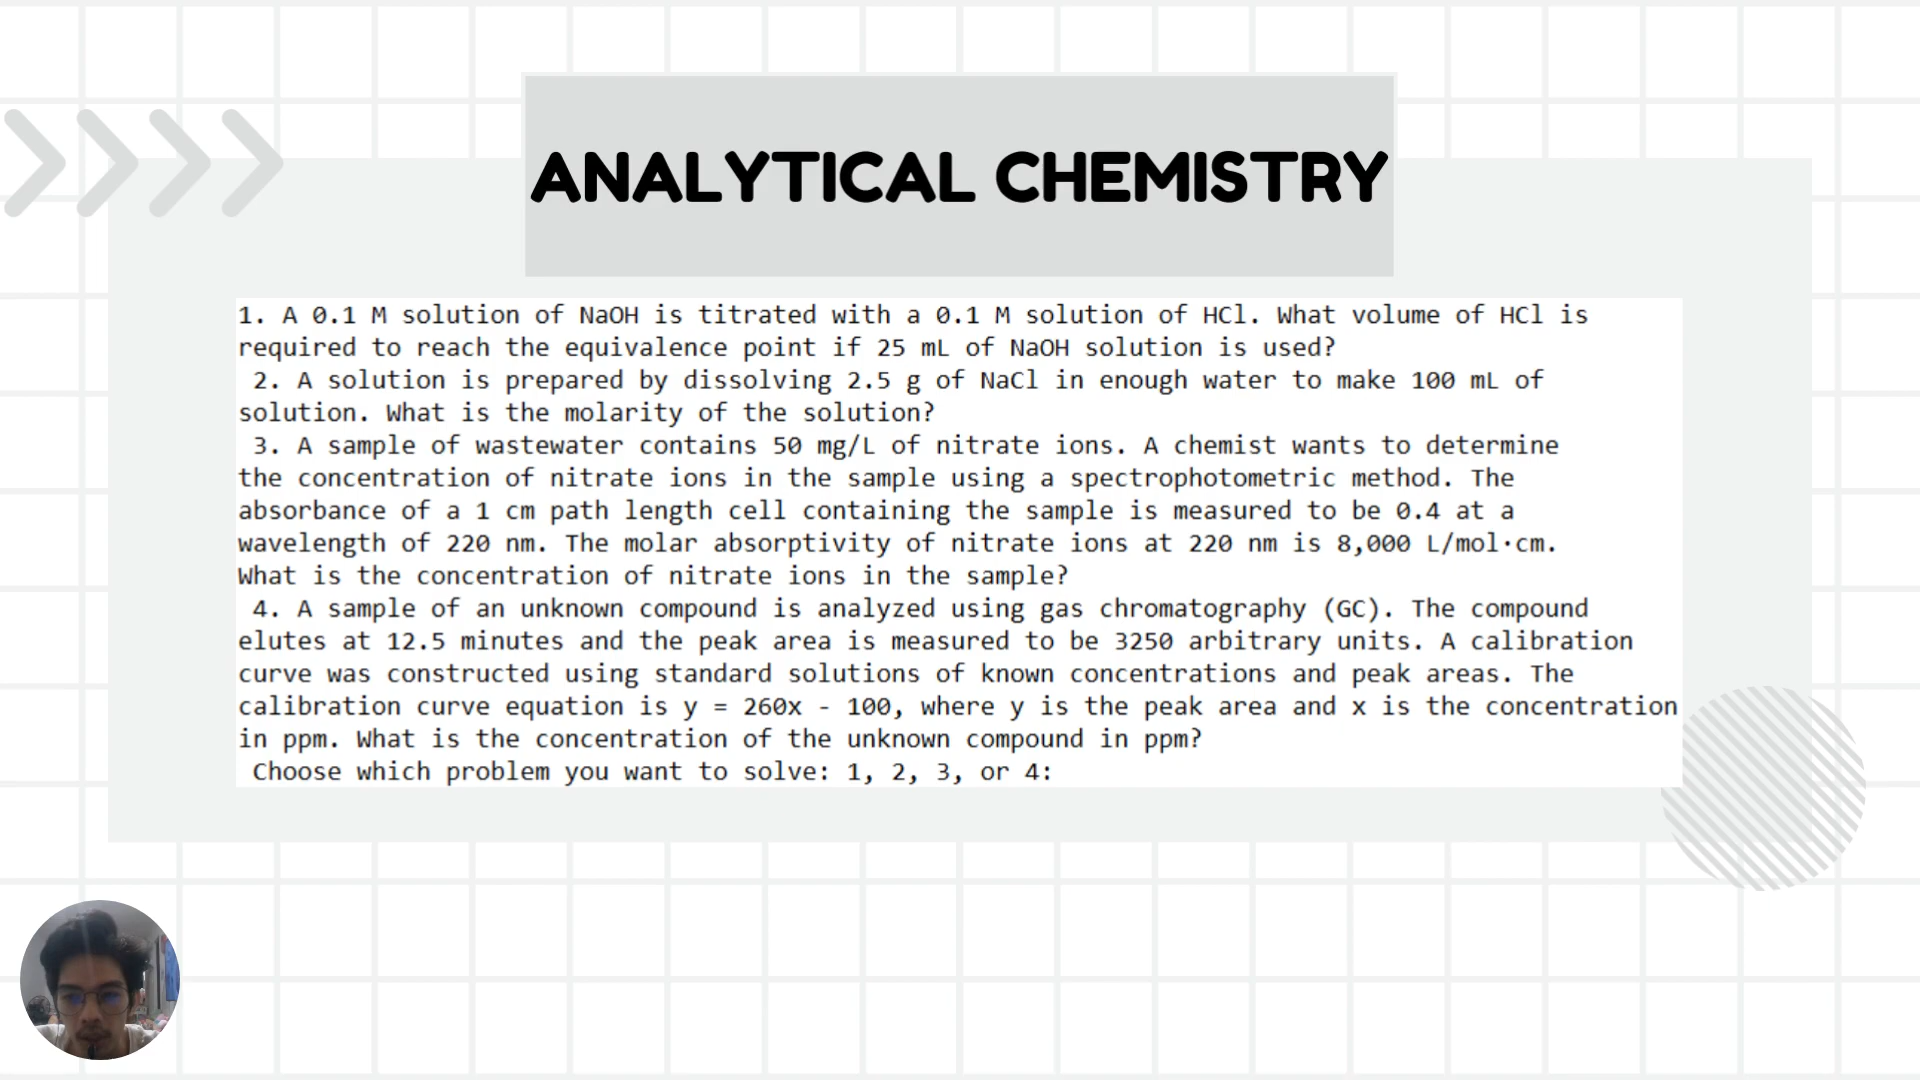 ANALYTICAL CHEMISTRY
1. A 0.1 M solution of NaOH is titrated with a 0.1 M solution of HCl. What volume of HCl is
required to reach the equivalence point if 25 mL of NaOH solution is used?
2. A solution is prepared by dissolving 2.5 g of NaCl in enough water to make 100 mL of
solution. What is the molarity of the solution?
3. A sample of wastewater contains 50 mg/L of nitrate ions. A chemist wants to determine
the concentration of nitrate ions in the sample using a spectrophotometric method. The
absorbance of a 1 cm path length cell containing the sample is measured to be 0.4 at a
wavelength of 220 nm. The molar absorptivity of nitrate ions at 220 nm is 8,000 L/mol·cm.
What is the concentration of nitrate ions in the sample?
4. A sample of an unknown compound is analyzed using gas chromatography (GC). The compound
elutes at 12.5 minutes and the peak area is measured to be 3250 arbitrary units. A calibration
curve was constructed using standard solutions of known concentrations and peak areas. The
calibration curve equation is y = 260x - 100, where y is the peak area and x is the concentration
in ppm. What is the concentration of the unknown compound in ppm?
Choose which problem you want to solve: 1, 2, 3, or 4: